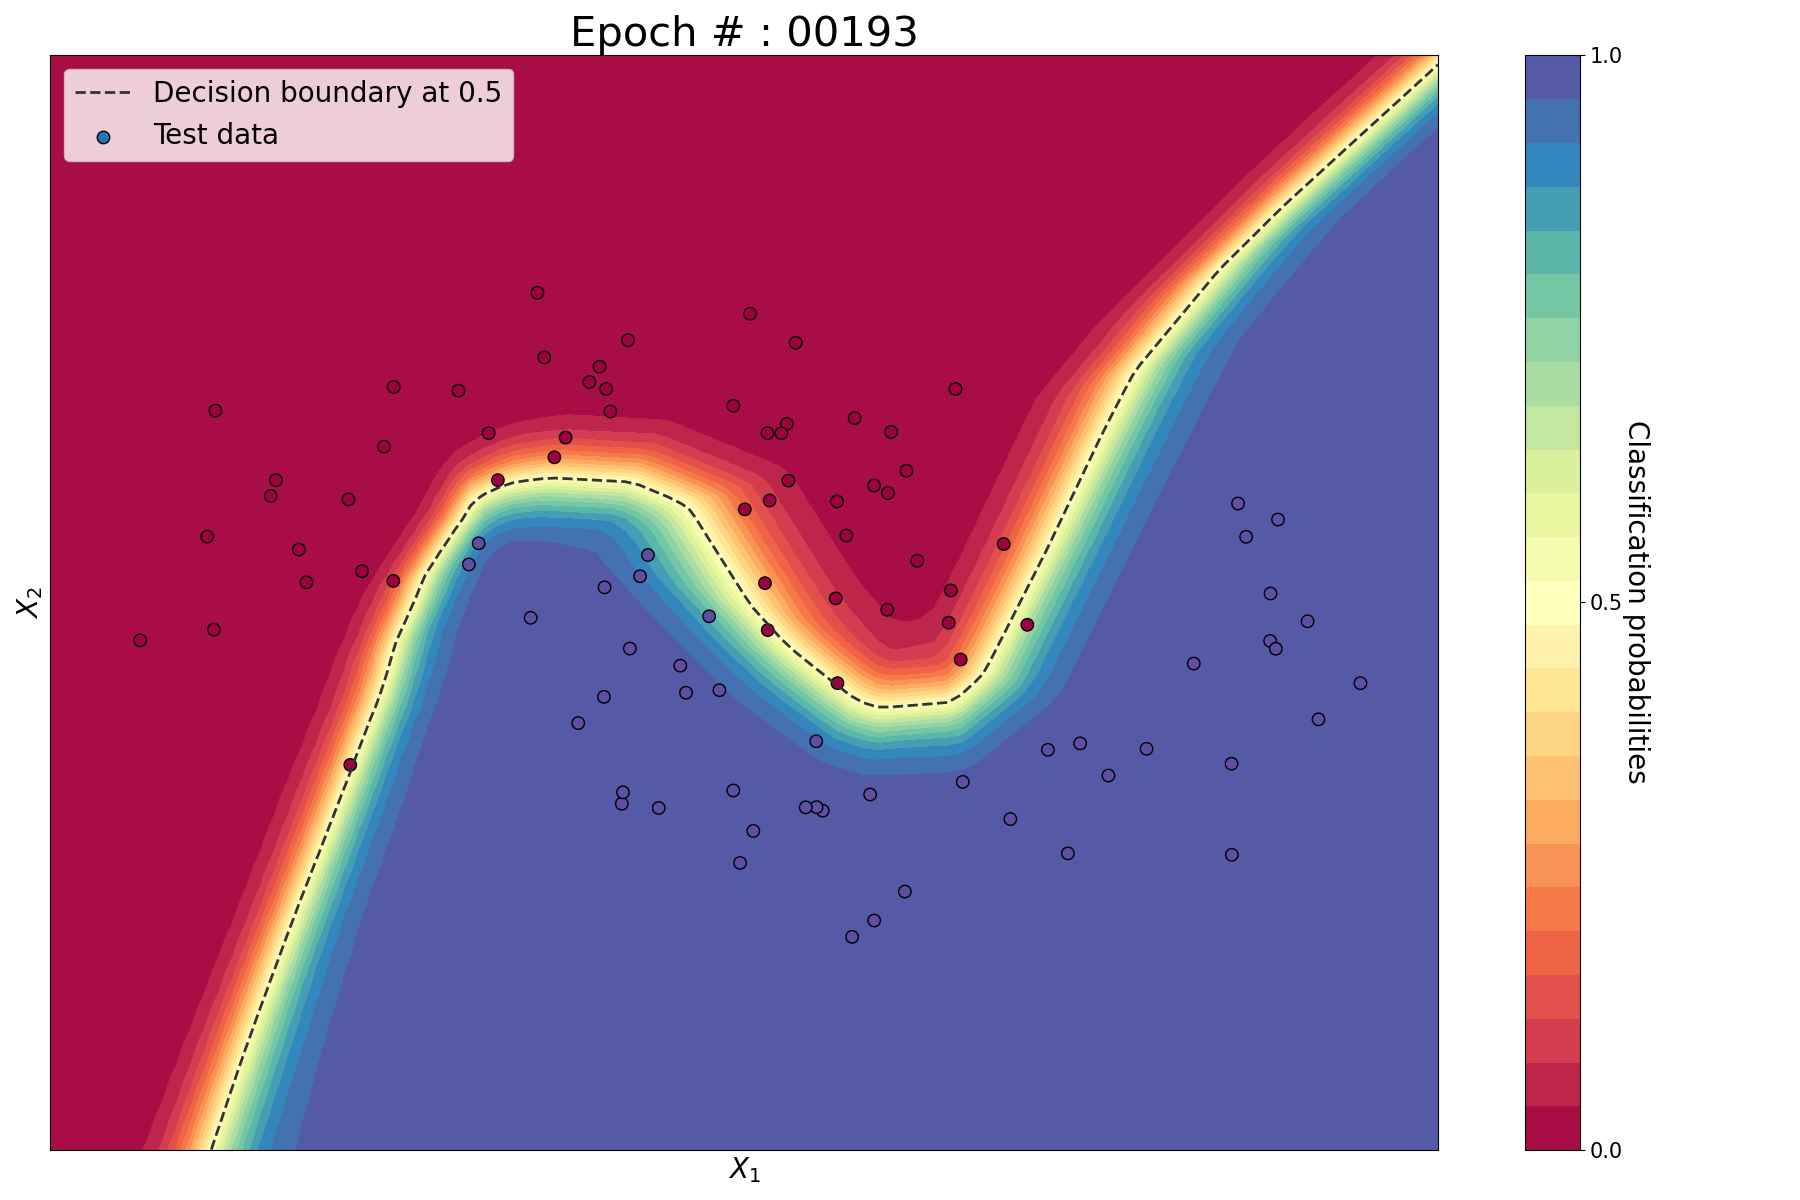 Epoch # : 00193
Decision boundary at 0.5
Test data
X₂
X₁
1.0
0.5
0.0
Classification probabilities